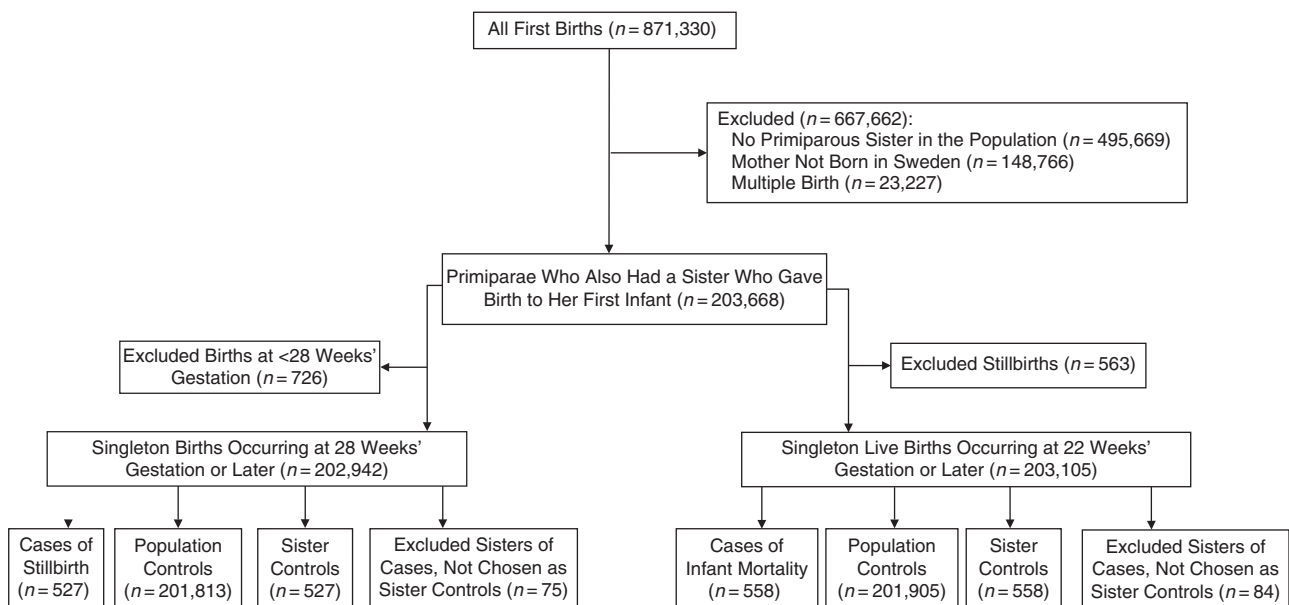 All First Births (n = 871,330)
Excluded (n = 667,662):
No Primiparous Sister in the Population (n = 495,669)
Mother Not Born in Sweden (n = 148,766)
Multiple Birth (n = 23,227)
Primiparae Who Also Had a Sister Who Gave
Birth to Her First Infant (n = 203,668)
Excluded Births at <28 Weeks'
Gestation (n = 726)
Excluded Stillbirths (n = 563)
Singleton Births Occurring at 28 Weeks'
Gestation or Later (n = 202,942)
Singleton Live Births Occurring at 22 Weeks'
Gestation or Later (n = 203,105)
Cases of
Stillbirth
(n = 527)
Population
Controls
(n = 201,813)
Sister
Controls
(n = 527)
Excluded Sisters of
Cases, Not Chosen as
Sister Controls (n = 75)
Cases of
Infant Mortality
(n = 558)
Population
Controls
(n = 201,905)
Sister
Controls
(n = 558)
Excluded Sisters of
Cases, Not Chosen as
Sister Controls (n = 84)